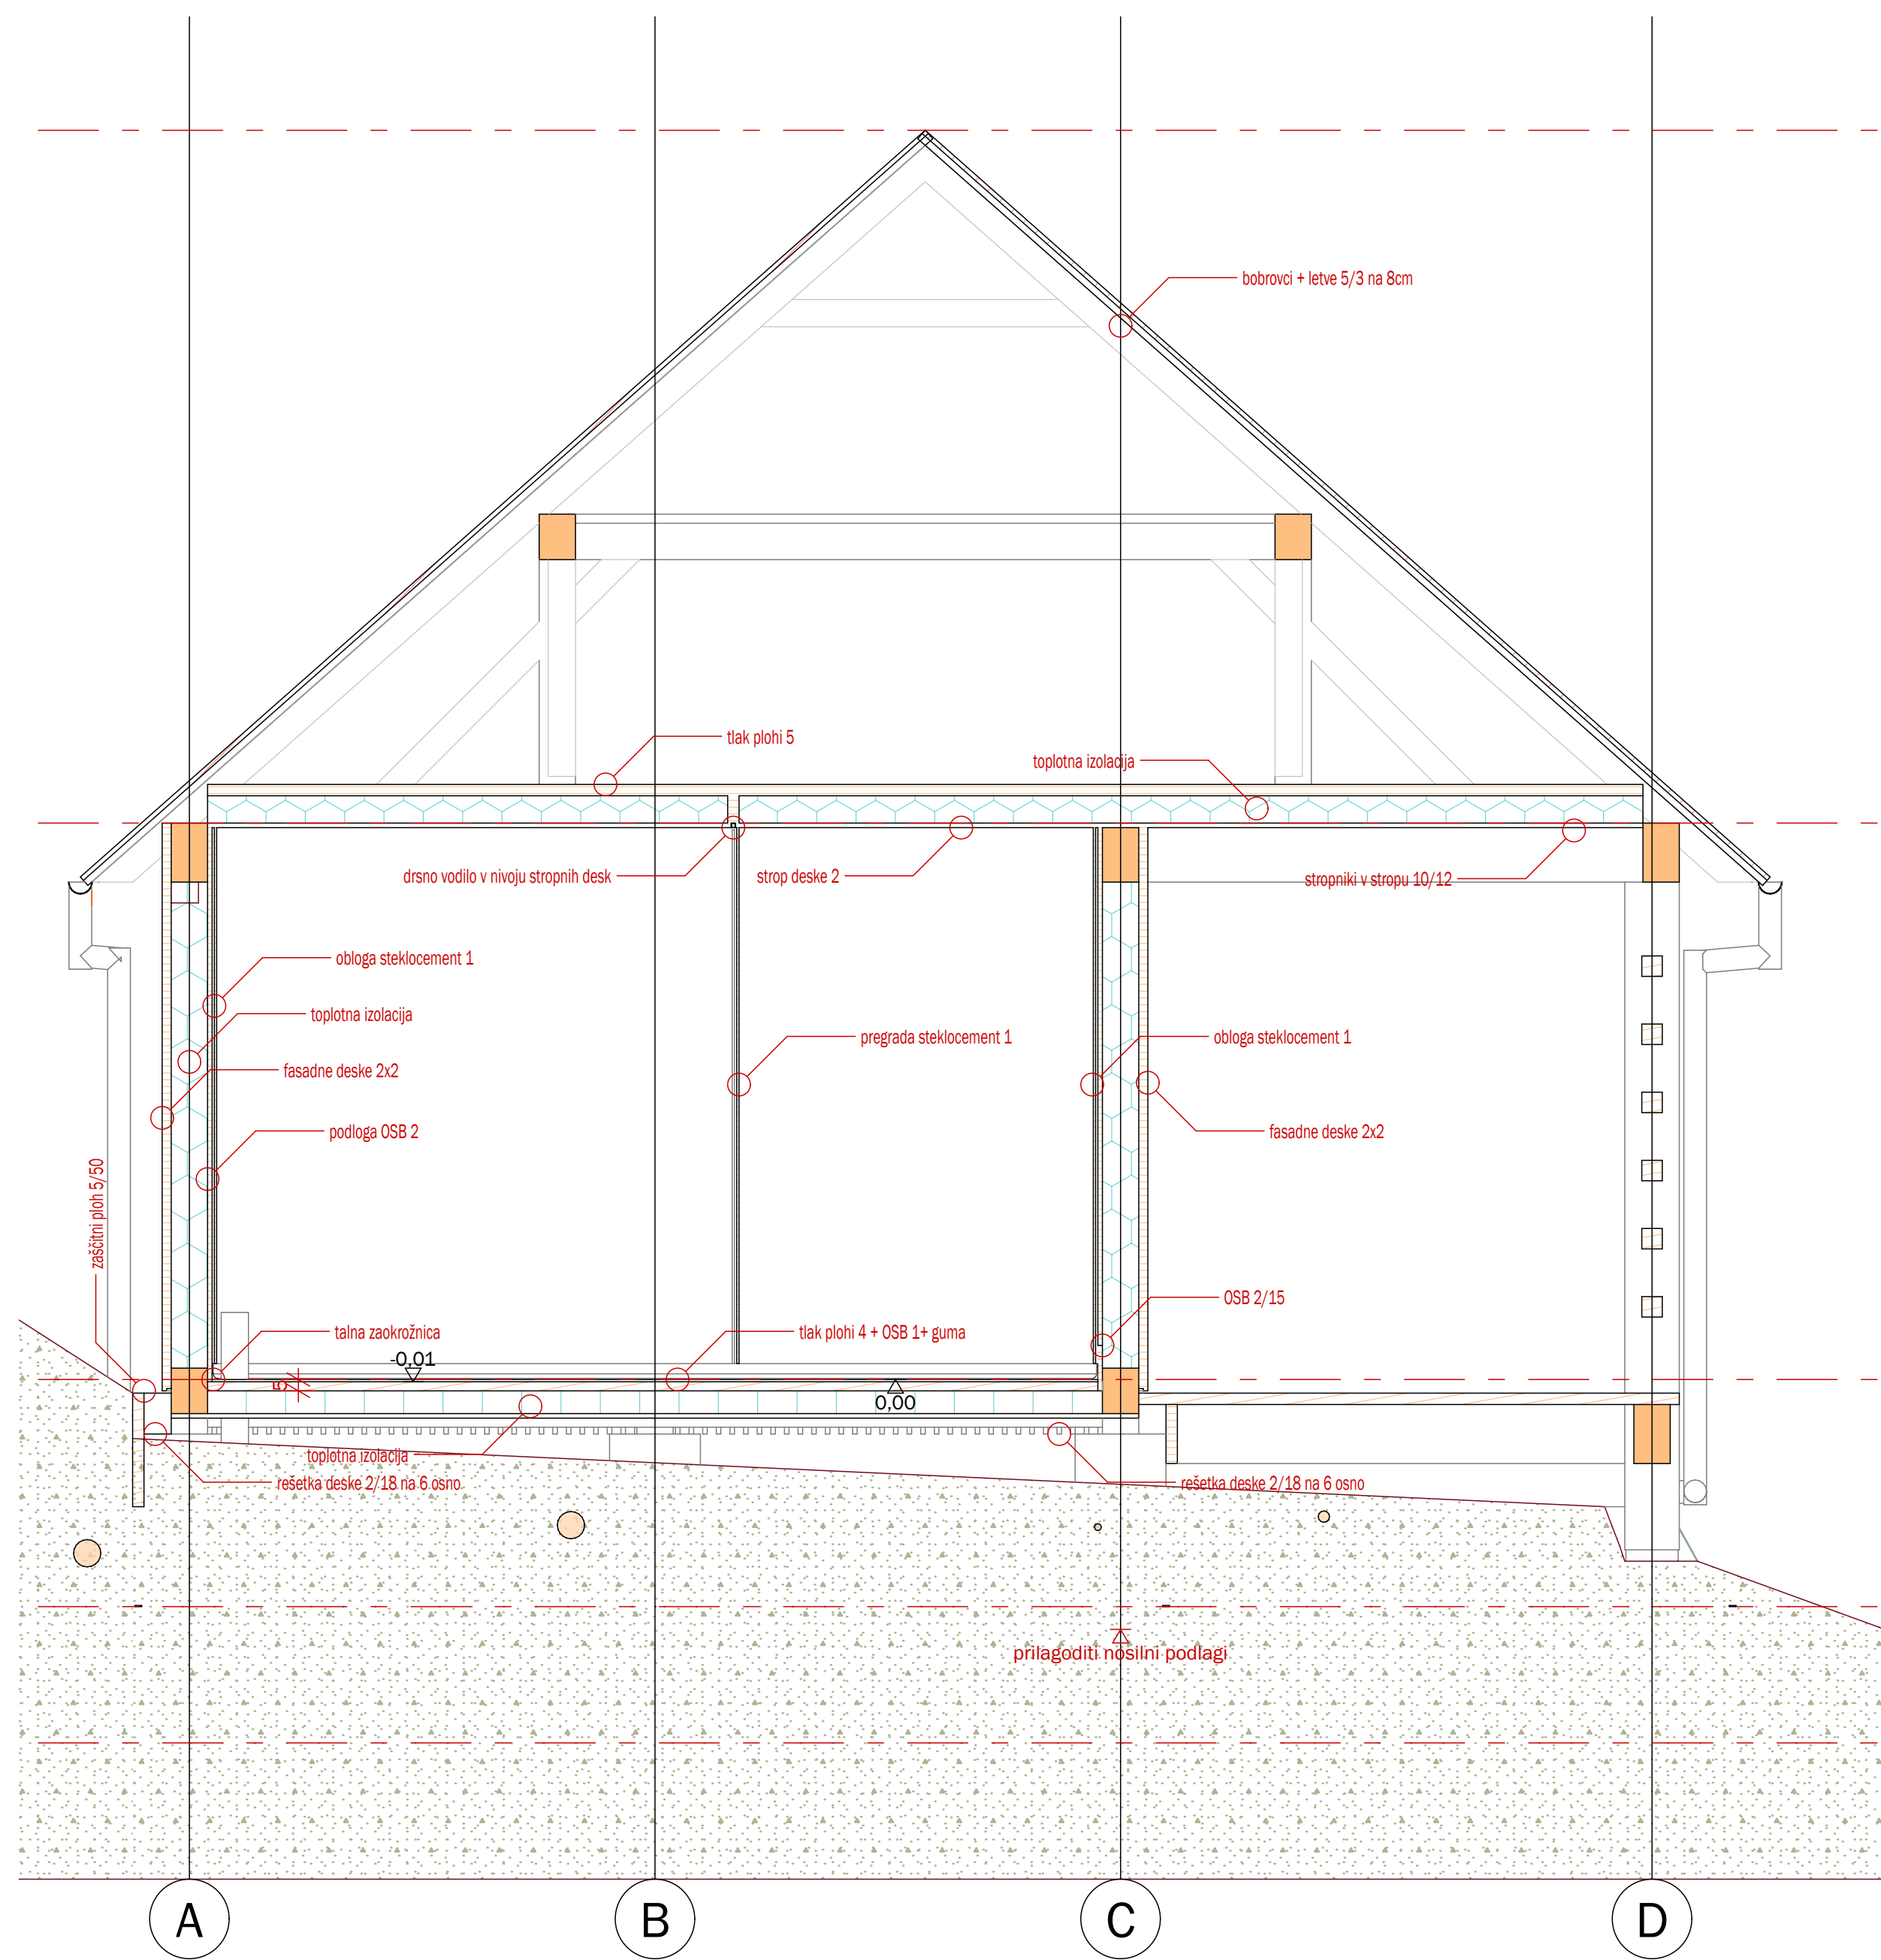 bobrovci + letve 5/3 na 8cm
tlak plohi 5
toplotna izolacija
drsno vodilo v nivoju stropnih desk
strop deske 2
stropniki v stropu 10/12
obloga steklocement 1
toplotna izolacija
pregrada steklocement 1
obloga steklocement 1
fasadne deske 2x2
podloga OSB 2
fasadne deske 2x2
zaščitni ploh 5/50
OSB 2/15
talna zaokrožnica
tlak plohi 4 + OSB 1+ guma
-0,01
5
0,00
toplotna izolacija
rešetka deske 2/18 na 6 osno
rešetka deske 2/18 na 6 osno
prilagoditi nosilni podlagi
A
B
C
D